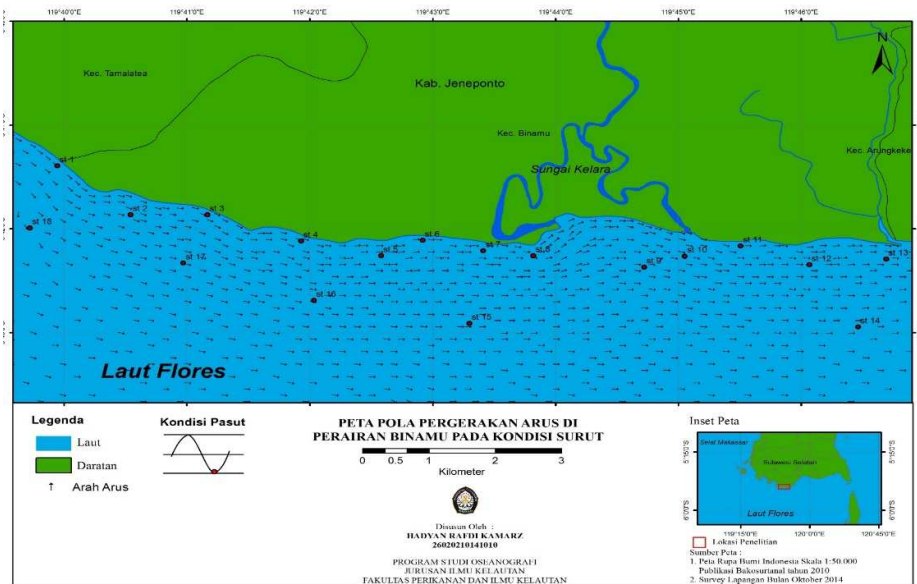 119°40'0"E 119°41'0"E 119°42'0"E 119°43'0"E 119°44'0"E 119°45'0"E 119°46'0"E
N
Kec. Tamalatea
Kab. Jeneponto
Kec. Binamu
Kec. Arungkeke
Sungai Kelara
st 1
st 2
st 3
st 18
st 4
st 6
st 7
st 5
st 8
st 10
st 11
st 9
st 12
st 13
st 17
st 16
st 15
st 14
Laut Flores
Legenda
Laut
Daratan
Arah Arus
Kondisi Pasut
PETA POLA PERGERAKAN ARUS DI
PERAIRAN BINAMU PADA KONDISI SURUT
0 0.5 1 2 3
Kilometer
Disusun Oleh :
HADYAN RAFDI KAMARZ
26020210141010
PROGRAM STUDI OSEANOGRAFI
JURUSAN ILMU KELAUTAN
FAKULTAS PERIKANAN DAN ILMU KELAUTAN
Inset Peta
Selat Makassar
Sulawesi Selatan
Laut Flores
5°15'0"S
6°0'0"S
5°15'0"S
6°0'0"S
119°15'0"E 120°0'0"E 120°45'0"E
Lokasi Penelitian
Sumber Peta :
1. Peta Rupa Bumi Indonesia Skala 1:50.000
Publikasi Bakosurtanal tahun 2010
2. Survey Lapangan Bulan Oktober 2014